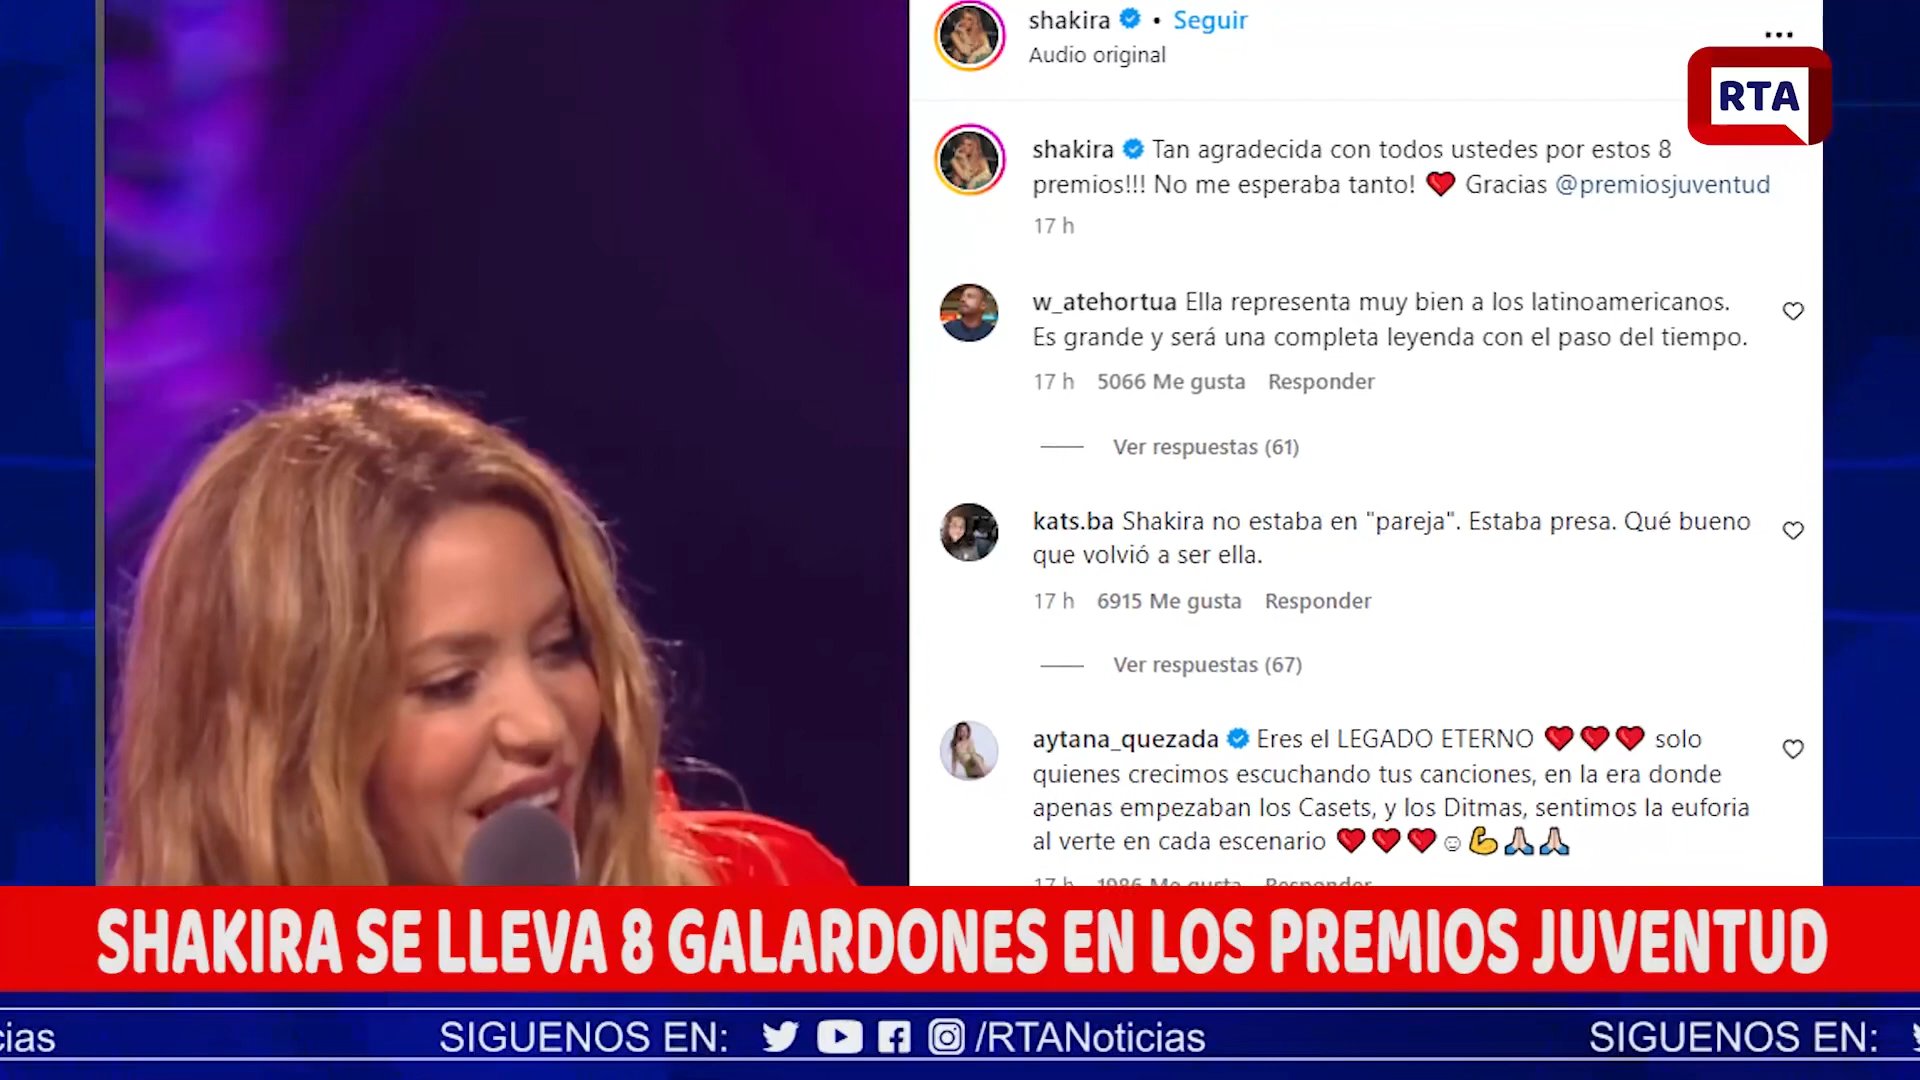 shakira • Seguir
Audio original
RTA
shakira Tan agradecida con todos ustedes por estos 8
premios!!! No me esperaba tanto! ❤️ Gracias @premiosjuventud
17 h
w_atehortua Ella representa muy bien a los latinoamericanos.
Es grande y será una completa leyenda con el paso del tiempo.
17 h 5066 Me gusta Responder
Ver respuestas (61)
kats.ba Shakira no estaba en "pareja". Estaba presa. Qué bueno
que volvió a ser ella.
17 h 6915 Me gusta Responder
Ver respuestas (67)
aytana_quezada Eres el LEGADO ETERNO ❤️❤️❤️ solo
quienes crecimos escuchando tus canciones, en la era donde
apenas empezaban los Casets, y los Ditmas, sentimos la euforia
al verte en cada escenario ❤️❤️❤️☺💪🙏🏻🙏🏻
17 h 1986 Me gusta Responder
SHAKIRA SE LLEVA 8 GALARDONES EN LOS PREMIOS JUVENTUD
cias SIGUENOS EN: /RTANoticias SIGUENOS EN: